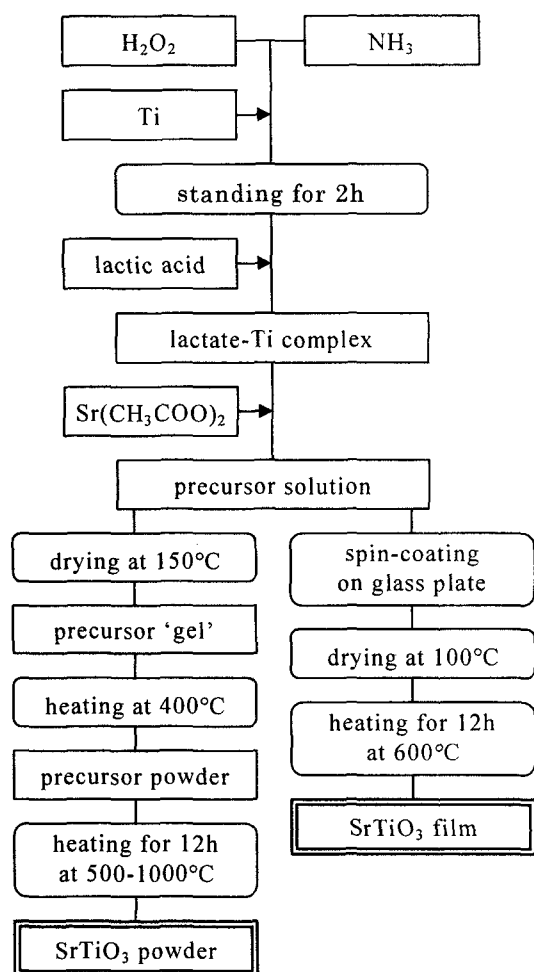 H₂O₂
NH₃
Ti
standing for 2h
lactic acid
lactate-Ti complex
Sr(CH₃COO)₂
precursor solution
drying at 150°C
precursor ‘gel’
heating at 400°C
precursor powder
heating for 12h
at 500-1000°C
SrTiO₃ powder
spin-coating
on glass plate
drying at 100°C
heating for 12h
at 600°C
SrTiO₃ film